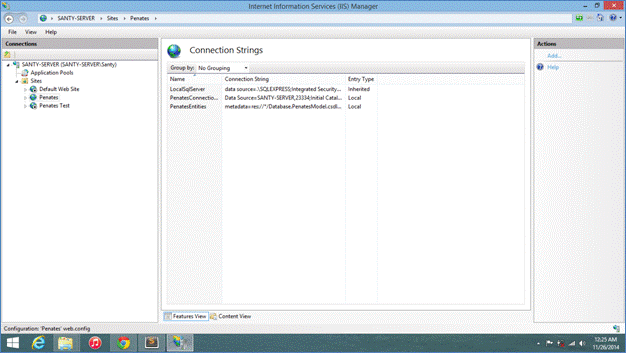 Internet Information Services (IIS) Manager
SANTY-SERVER Sites Penates
File View Help
Connections
SANTY-SERVER (SANTY-SERVER\Santy)
Application Pools
Sites
Default Web Site
Penates
Penates Test
Connection Strings
Group by: No Grouping
Name Connection String Entry Type
LocalSqlServer data source=.\SQLEXPRESS;Integrated Security... Inherited
PenatesConnectio... Data Source=SANTY-SERVER,23334;Initial Catal... Local
PenatesEntities metadata=res://*/Database.PenatesModel.csdl... Local
Features View Content View
Actions
Add...
Help
Configuration: 'Penates' web.config
12:25 AM
11/26/2014